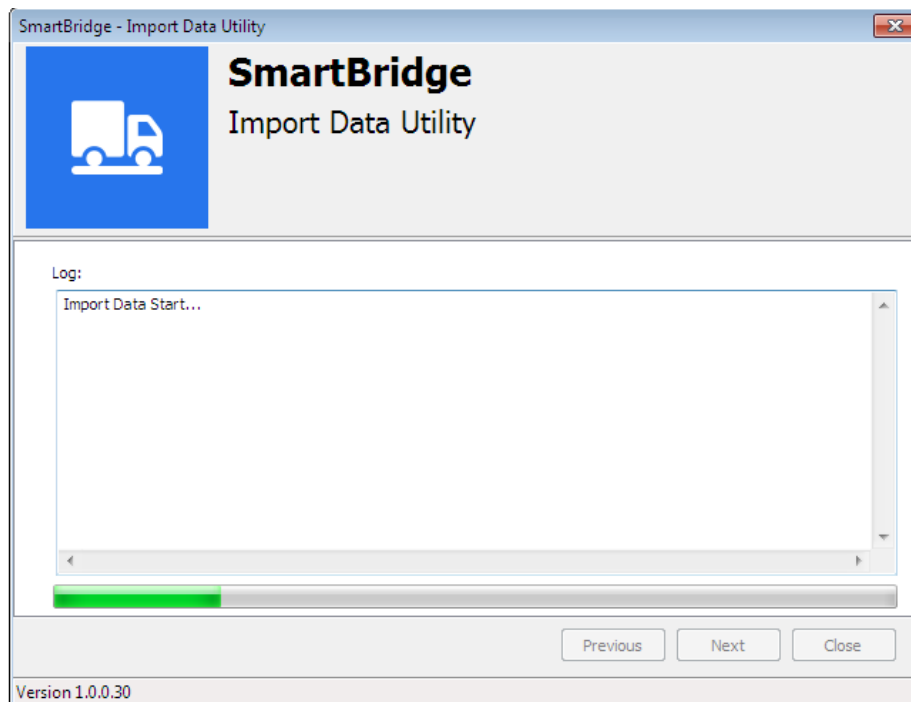 SmartBridge - Import Data Utility
SmartBridge
Import Data Utility
Log:
Import Data Start...
Previous Next Close
Version 1.0.0.30